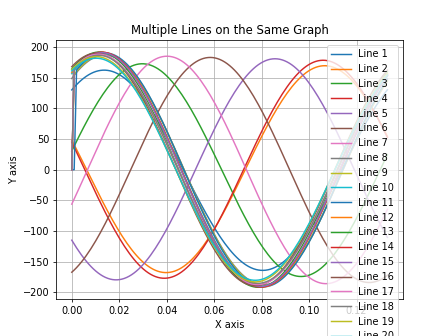 Multiple Lines on the Same Graph
Y axis
200
150
100
50
0
−50
−100
−150
−200
0.00
0.02
0.04
0.06
0.08
0.10
X axis
Line 1
Line 2
Line 3
Line 4
Line 5
Line 6
Line 7
Line 8
Line 9
Line 10
Line 11
Line 12
Line 13
Line 14
Line 15
Line 16
Line 17
Line 18
Line 19
Line 20